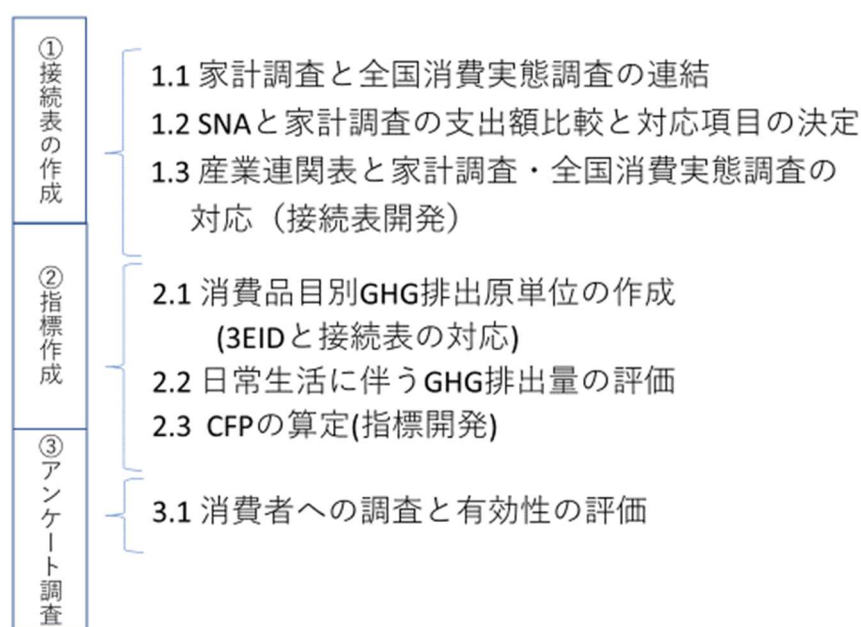 ①接続表の作成
1.1 家計調査と全国消費実態調査の連結
1.2 SNAと家計調査の支出額比較と対応項目の決定
1.3 産業連関表と家計調査・全国消費実態調査の
対応（接続表開発）
②指標作成
2.1 消費品目別GHG排出原単位の作成
(3EIDと接続表の対応)
2.2 日常生活に伴うGHG排出量の評価
2.3 CFPの算定(指標開発)
③アンケート調査
3.1 消費者への調査と有効性の評価